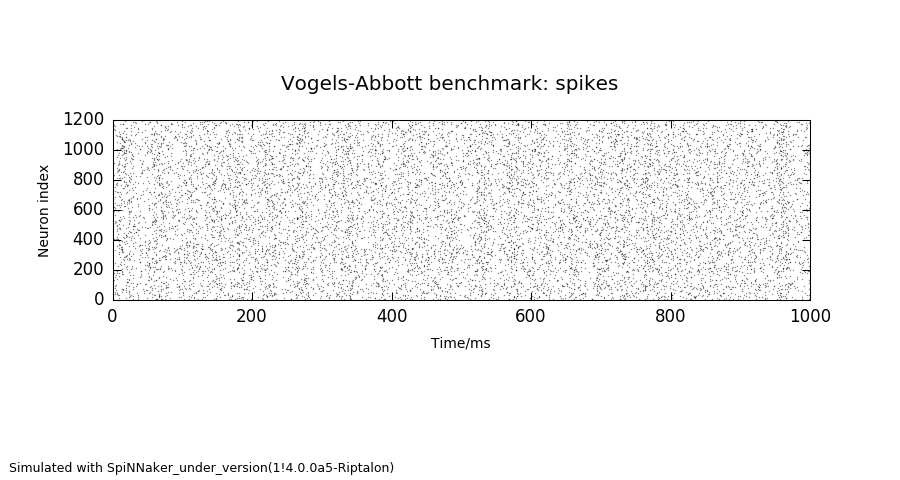 Vogels-Abbott benchmark: spikes
1200
1000
800
600
400
200
0
Neuron index
0 200 400 600 800 1000
Time/ms
Simulated with SpiNNaker_under_version(1!4.0.0a5-Riptalon)